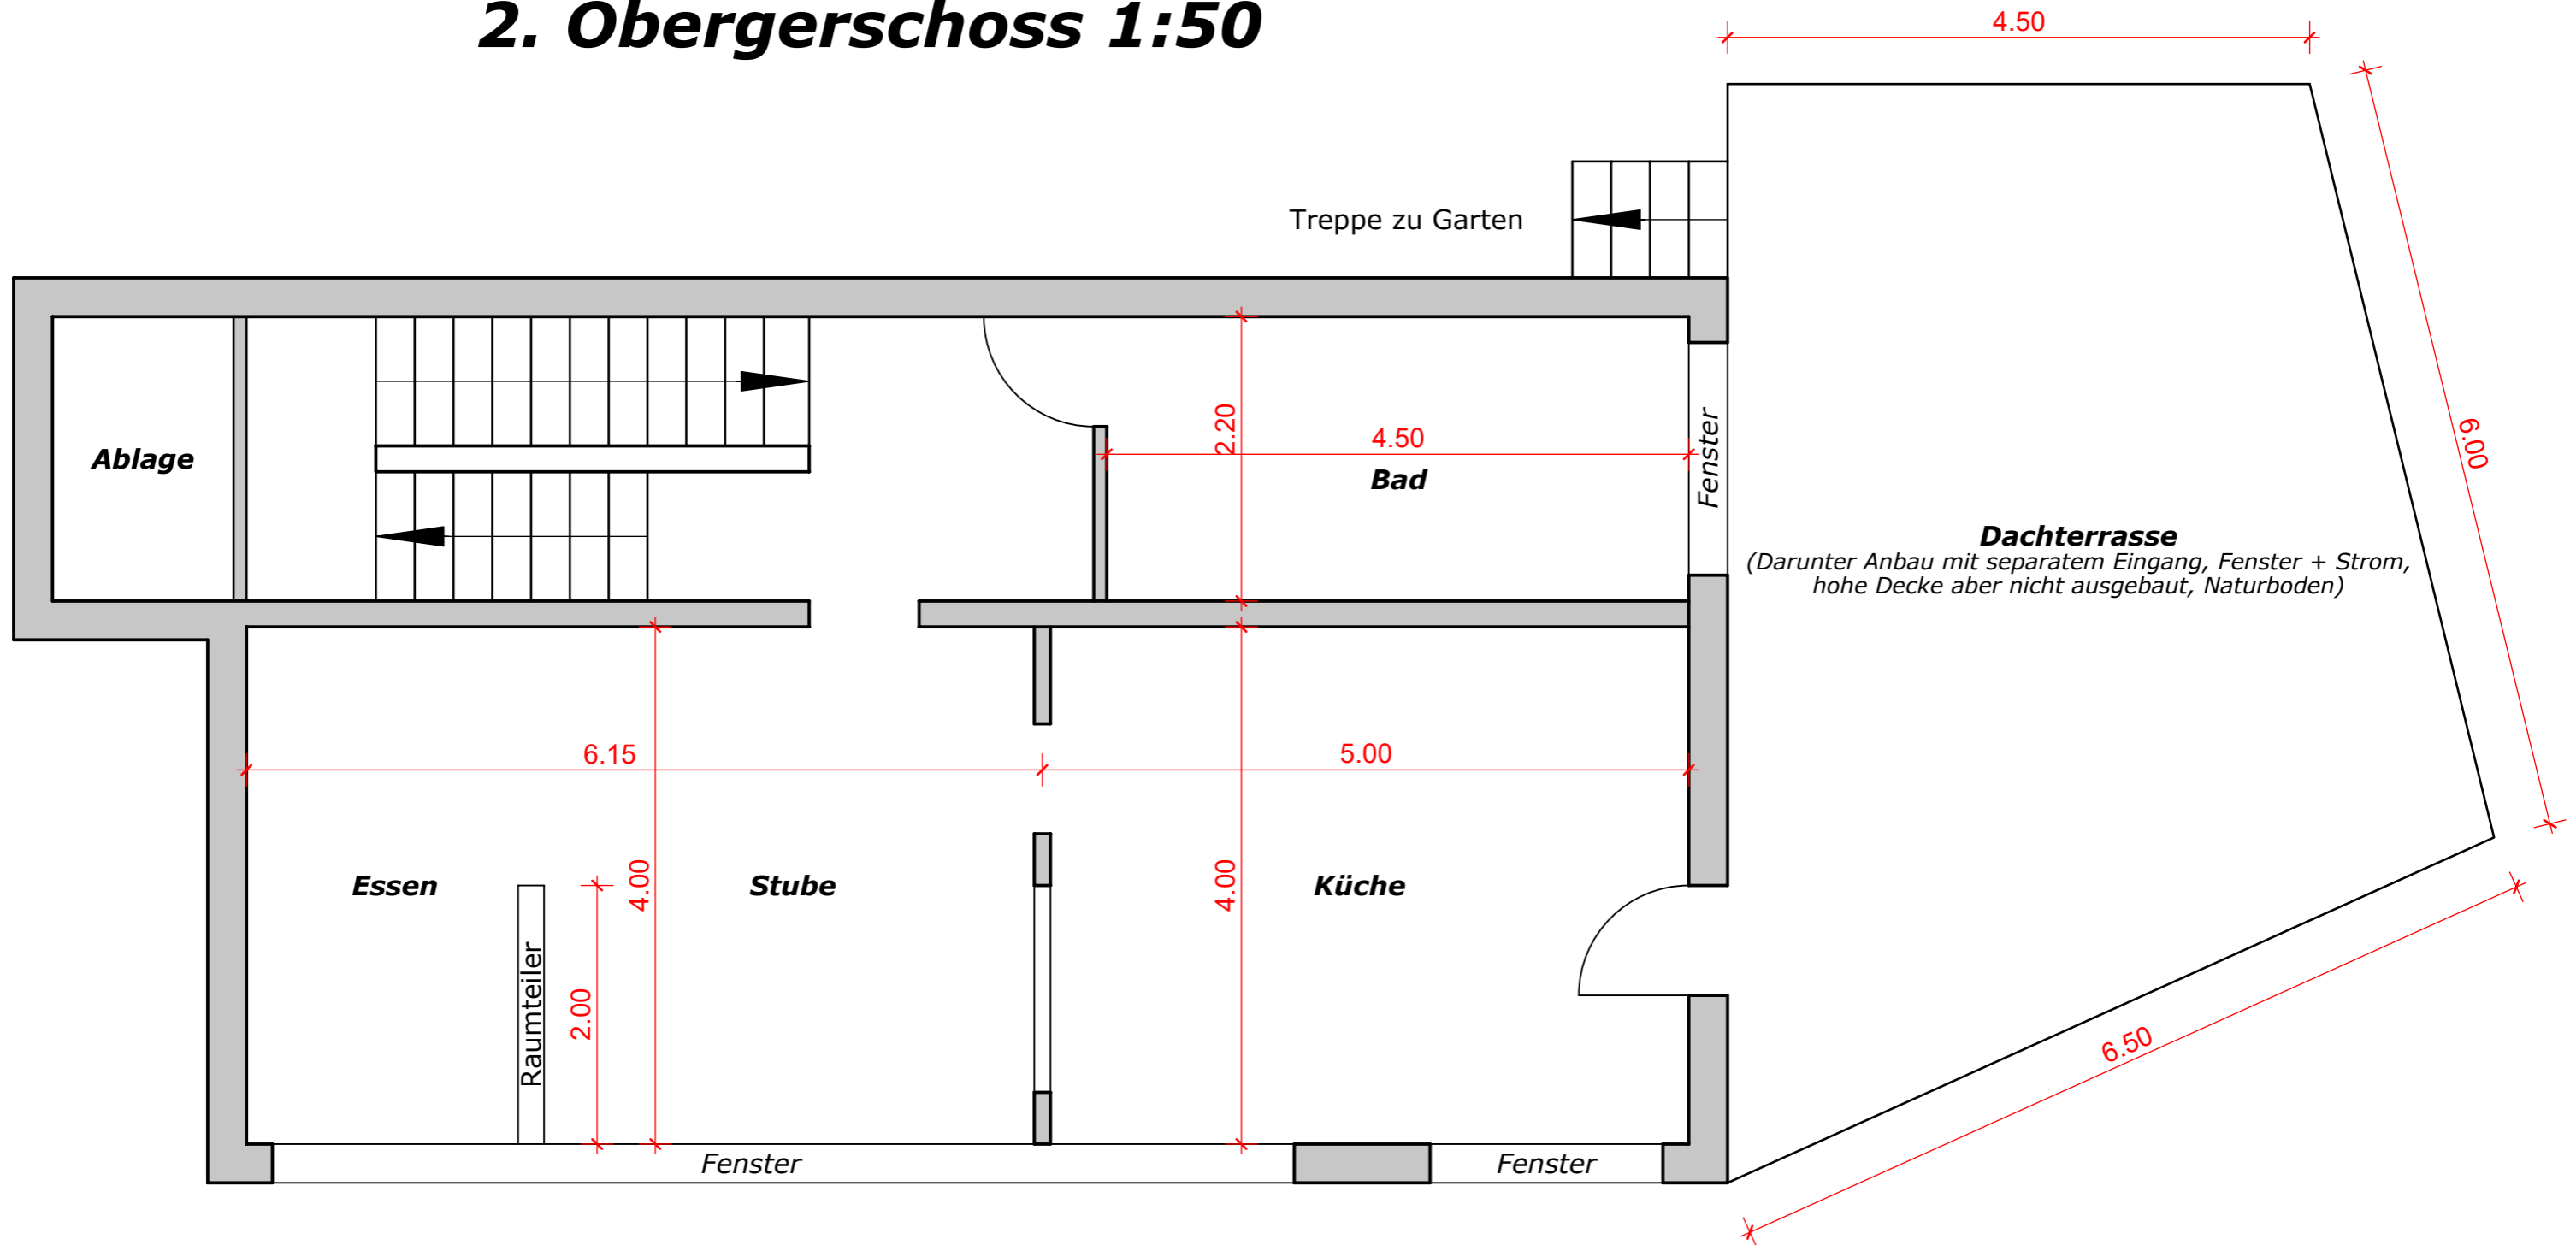 2. Obergerschoss 1:50
4.50
Treppe zu Garten
6.00
Ablage
2.20
4.50
Bad
Fenster
Dachterrasse
(Darunter Anbau mit separatem Eingang, Fenster + Strom,
hohe Decke aber nicht ausgebaut, Naturboden)
6.15
5.00
Essen
4.00
Stube
4.00
Küche
Raumteiler
2.00
6.50
Fenster
Fenster